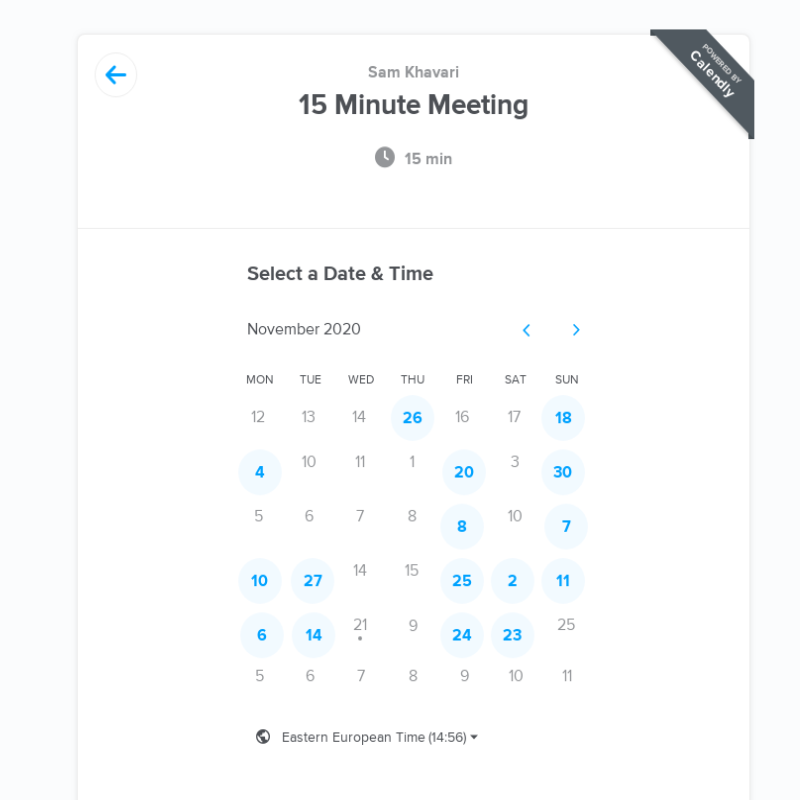 POWERED BY
Calendly
Sam Khavari
15 Minute Meeting
15 min
Select a Date & Time
November 2020
MON TUE WED THU FRI SAT SUN
12 13 14 26 16 17 18
4 10 11 1 20 3 30
5 6 7 8 8 10 7
10 27 14 15 25 2 11
6 14 21 9 24 23 25
5 6 7 8 9 10 11
Eastern European Time (14:56)